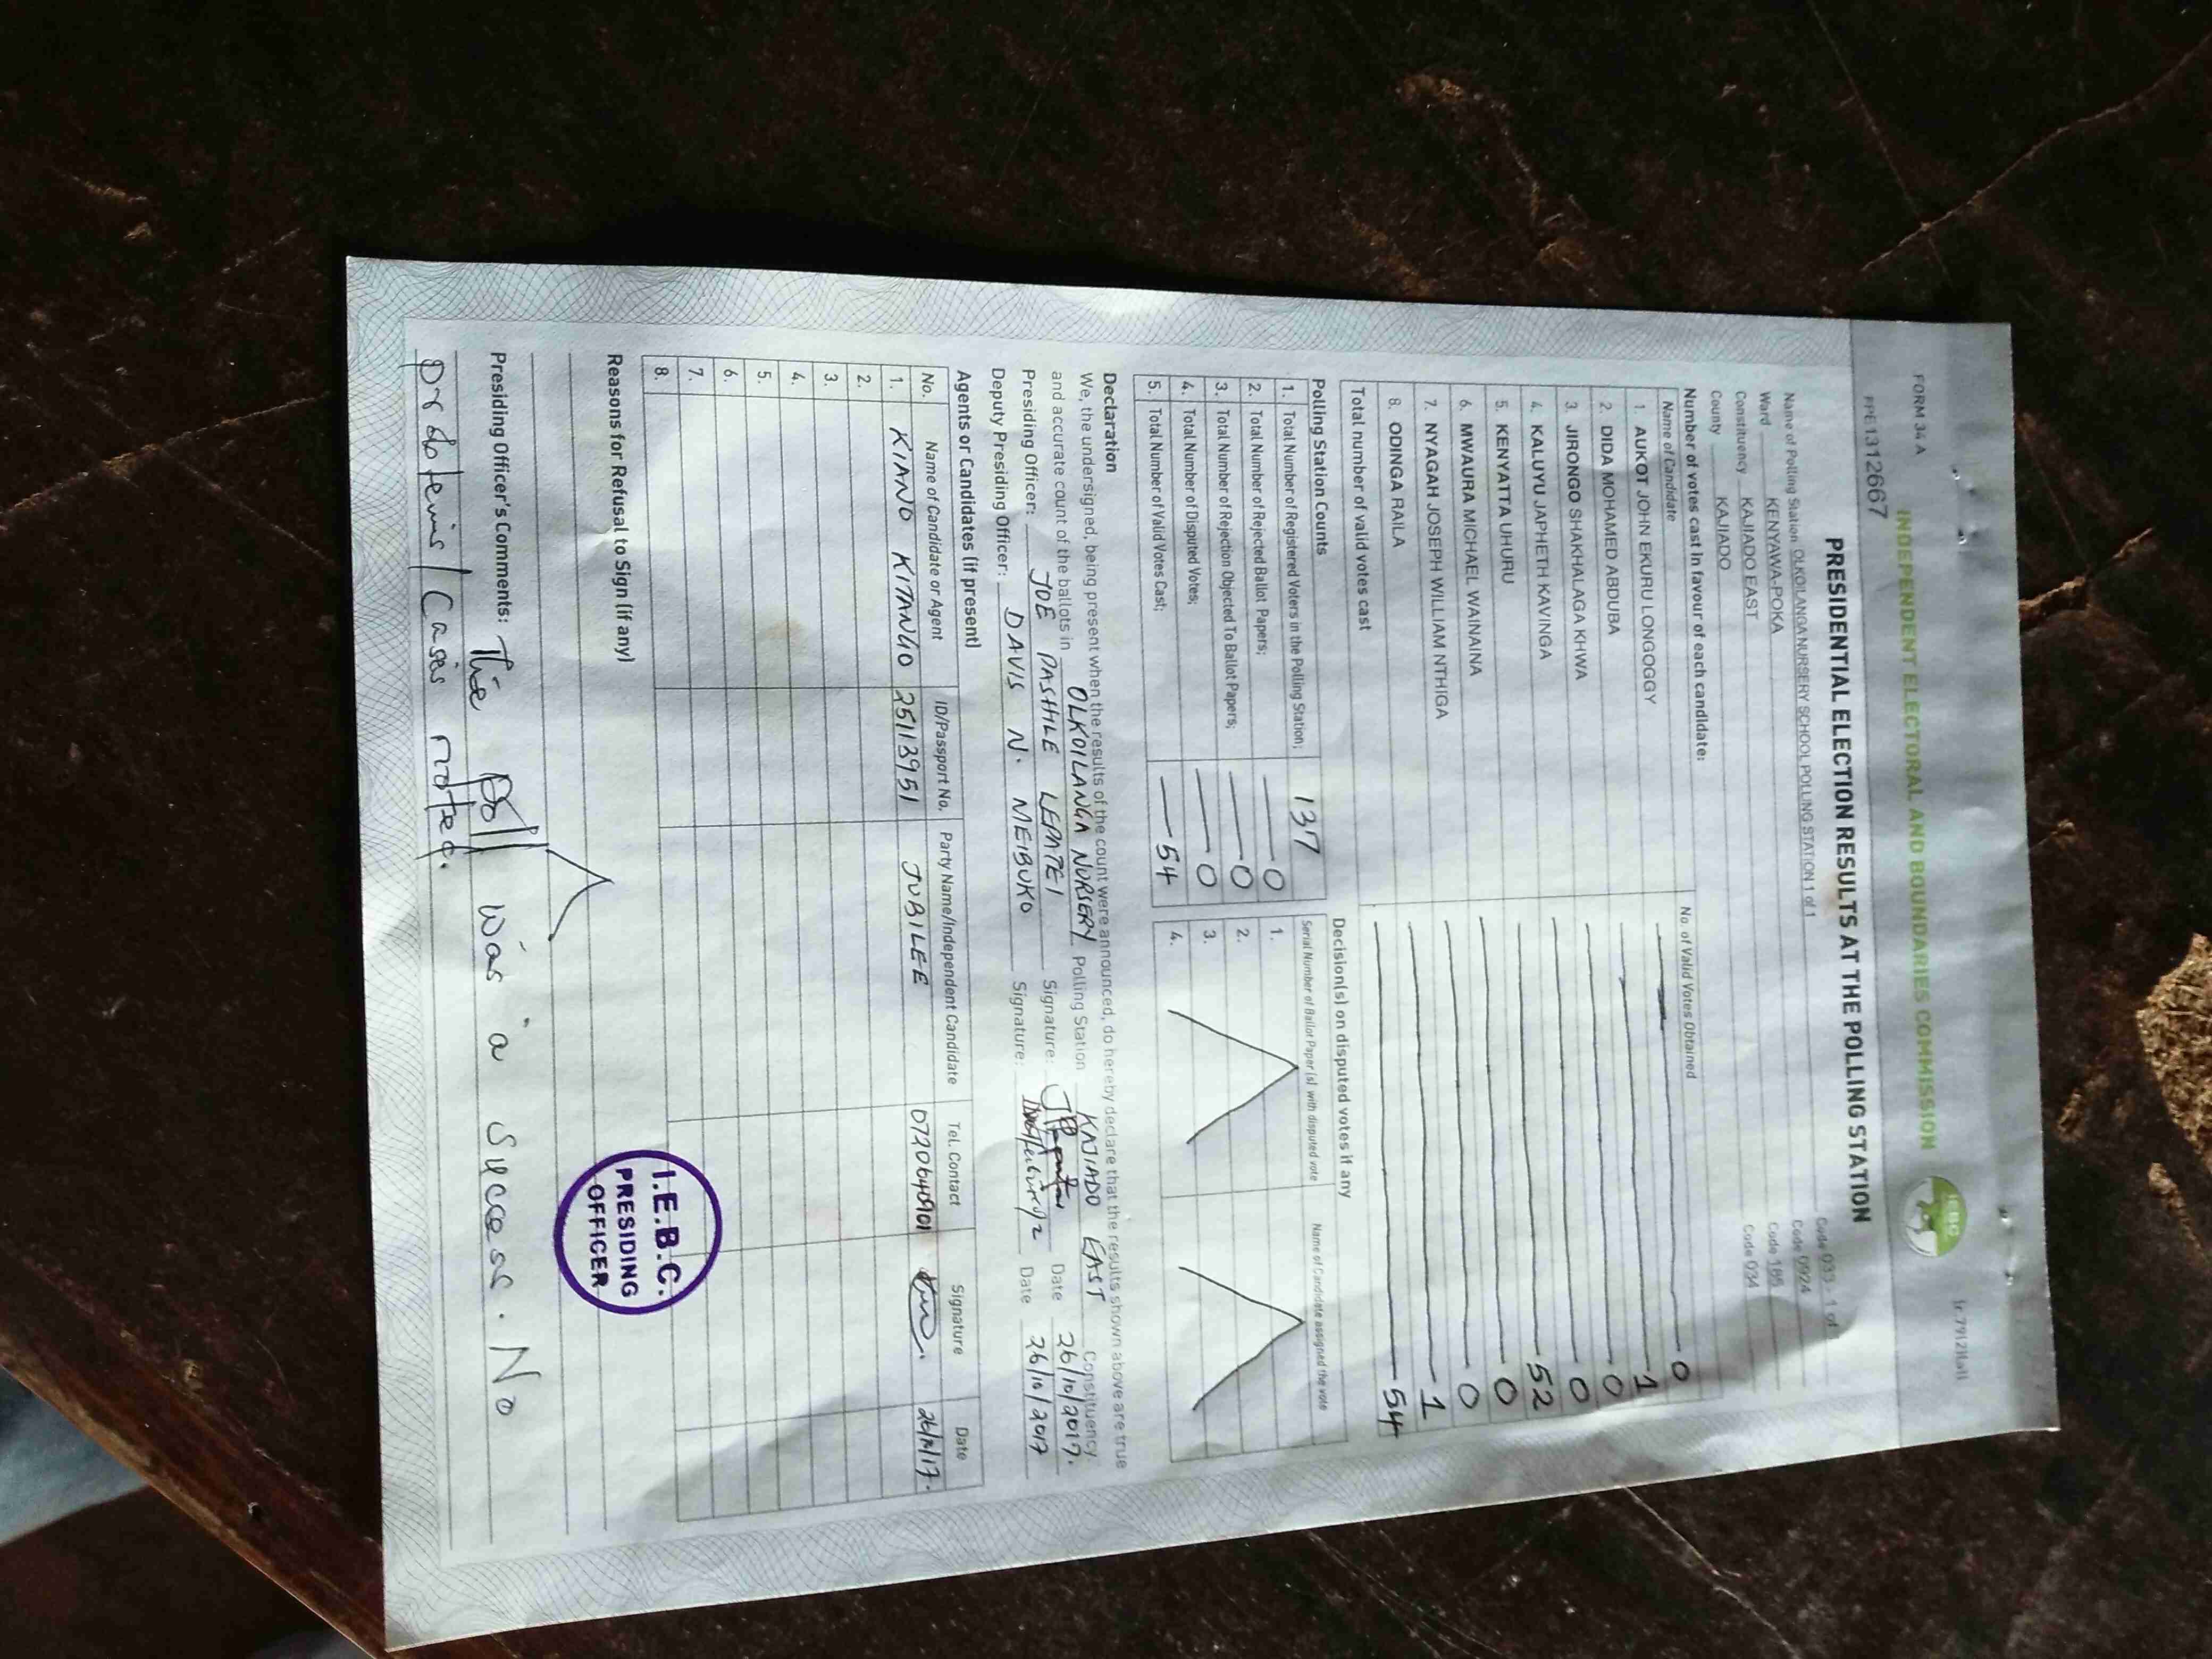 FORM 34 A
INDEPENDENT ELECTORAL AND BOUNDARIES COMMISSION
IEBC
PRESIDENTIAL ELECTION RESULTS AT THE POLLING STATION
Name of Polling Station OLKOILANGA NURSERY SCHOOL POLLING STATION 1 of 1 Code 033 - 1 of
Ward KENYAWA-POKA Code 0924
Constituency KAJIADO EAST Code 185
County KAJIADO Code 034
Number of votes cast in favour of each candidate:
Name of Candidate No. of Valid Votes Obtained
1. AUKOT JOHN EKURU LONGOGGY 0
2. DIDA MOHAMED ABDUBA 1
3. JIRONGO SHAKHALAGA KHWA 0
4. KALUYU JAPHETH KAVINGA 0
5. KENYATTA UHURU 52
6. MWAURA MICHAEL WAINAINA 0
7. NYAGAH JOSEPH WILLIAM NTHIGA 0
8. ODINGA RAILA 1
Total number of valid votes cast 54
Polling Station Counts
1. Total Number of Registered Voters in the Polling Station; 137
2. Total Number of Rejected Ballot Papers; 0
3. Total Number of Rejection Objected To Ballot Papers; 0
4. Total Number of Disputed Votes; 0
5. Total Number of Valid Votes Cast; 54
Decision(s) on disputed votes if any
Serial Number of Ballot Paper (s) with disputed vote Name of Candidate assigned the vote
1.
2.
3.
4.
Declaration
We, the undersigned, being present when the results of the count were announced, do hereby declare that the results shown above are true
and accurate count of the ballots in OLKOILANGA NURSERY Polling Station KAJIADO EAST Constituency
Presiding Officer: JOE PASHILE LEPATEI Signature: Date 26/10/2017.
Deputy Presiding Officer: DAVIS N. MEIBUKO Signature: Date 26/10/2017
Agents or Candidates (if present)
No. Name of Candidate or Agent ID/Passport No. Party Name/Independent Candidate Tel. Contact Signature Date
1. KIANO KITANGO 25113951 JUBILEE 0720640901
2.
3.
4.
5.
6.
7.
8.
I.E.B.C.
PRESIDING
OFFICER
Reasons for Refusal to Sign (if any)
Presiding Officer's Comments: The poll was a success. No
problems/Cases noted.